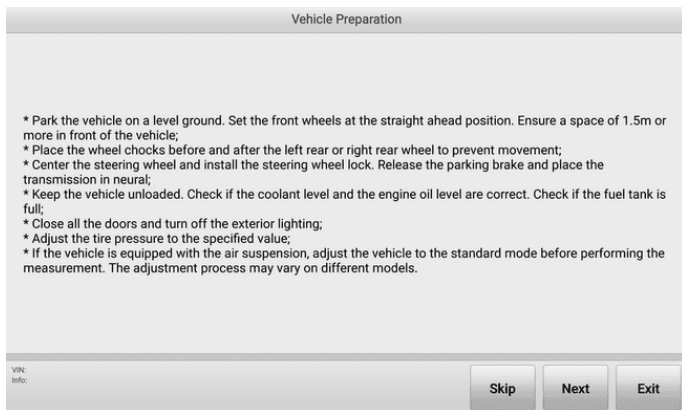 Vehicle Preparation
* Park the vehicle on a level ground. Set the front wheels at the straight ahead position. Ensure a space of 1.5m or
more in front of the vehicle;
* Place the wheel chocks before and after the left rear or right rear wheel to prevent movement;
* Center the steering wheel and install the steering wheel lock. Release the parking brake and place the
transmission in neural;
* Keep the vehicle unloaded. Check if the coolant level and the engine oil level are correct. Check if the fuel tank is
full;
* Close all the doors and turn off the exterior lighting;
* Adjust the tire pressure to the specified value;
* If the vehicle is equipped with the air suspension, adjust the vehicle to the standard mode before performing the
measurement. The adjustment process may vary on different models.
VIN:
Info:
Skip Next Exit